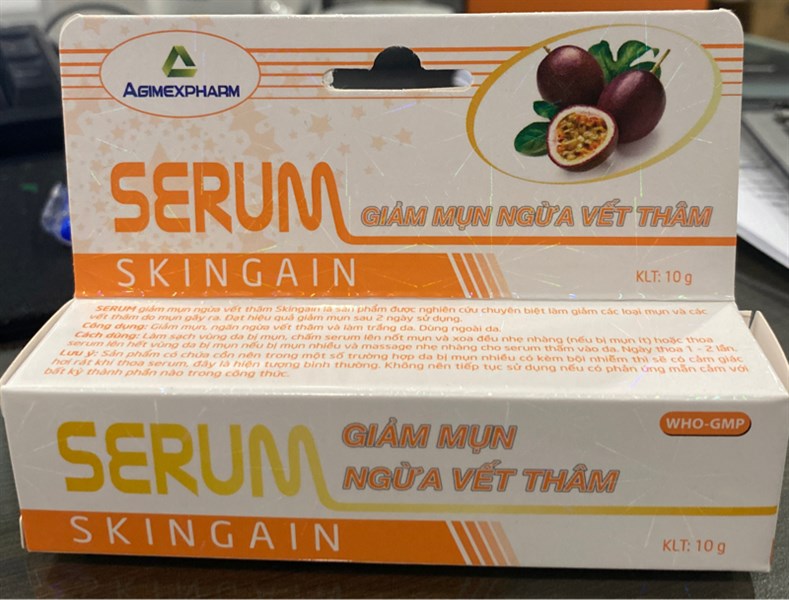 AGIMEXPHARM
SERUM
GIẢM MỤN NGỪA VẾT THÂM
SKINGAIN
KLT: 10 g
SERUM giảm mụn ngừa vết thâm Skingain là sản phẩm được nghiên cứu chuyên biệt làm giảm các loại mụn và các
vết thâm do mụn gây ra. Đạt hiệu quả giảm mụn sau 2 ngày sử dụng.
Công dụng: Giảm mụn, ngăn ngừa vết thâm và làm trắng da. Dùng ngoài da.
Cách dùng: Làm sạch vùng da bị mụn, chấm serum lên nốt mụn và xoa đều nhẹ nhàng (nếu bị mụn ít) hoặc thoa
serum lên hết vùng da bị mụn nếu bị mụn nhiều và massage nhẹ nhàng cho serum thấm vào da. Ngày thoa 1 - 2 lần.
Lưu ý: Sản phẩm có chứa cồn nên trong một số trường hợp da bị mụn nhiều có kèm bội nhiễm thì sẽ có cảm giác
hơi rát khi thoa serum, đây là hiện tượng bình thường. Không nên tiếp tục sử dụng nếu có phản ứng mẫn cảm với
bất kỳ thành phần nào trong công thức.
SERUM
GIẢM MỤN
NGỪA VẾT THÂM
WHO-GMP
SKINGAIN
KLT: 10 g